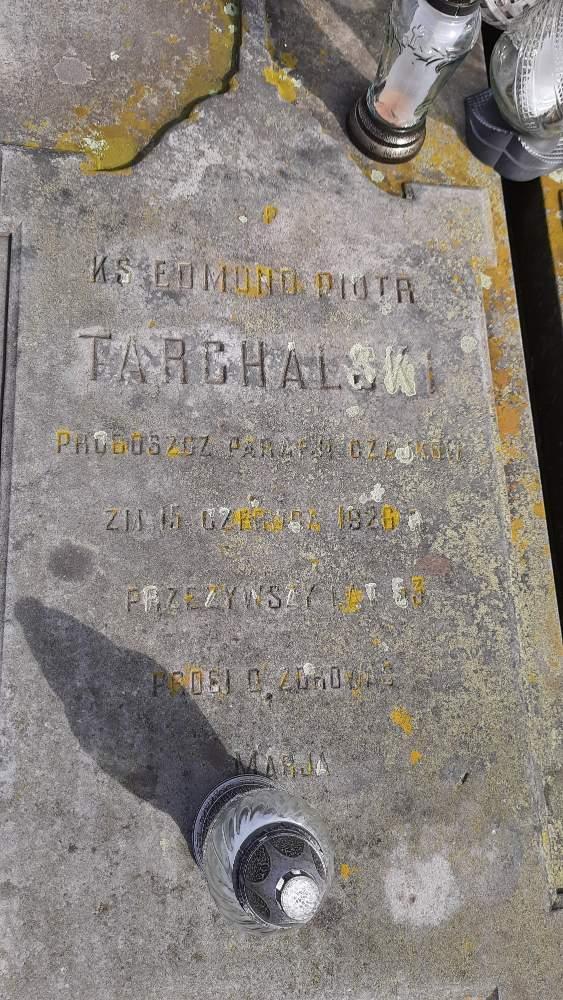 P
KS EDMUND PIOTR
TARCHALSKI
PROBOSZCZ PARAFJI CZAJKÓW
ZM 15 CZERWCA 1928 R
PRZEŻYWSZY LAT 63
PROSI O ZDROWAŚ
MARJA